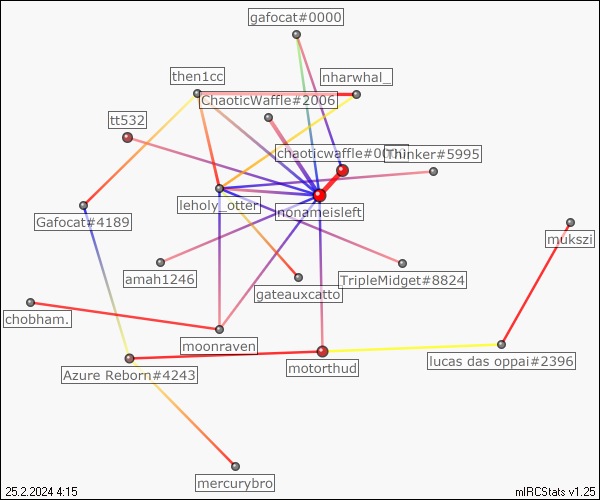 gafocat#0000
then1cc
nharwhal_
ChaoticWaffle#2006
tt532
chaoticwaffle#0
Thinker#5995
leholy_otter
nonameisleft
Gafocat#4189
mukszi
amah1246
TripleMidget#8824
gateauxcatto
chobham.
moonraven
lucas das oppai#2396
Azure Reborn#4243
motorthud
mercurybro
25.2.2024 4:15
mIRCStats v1.25